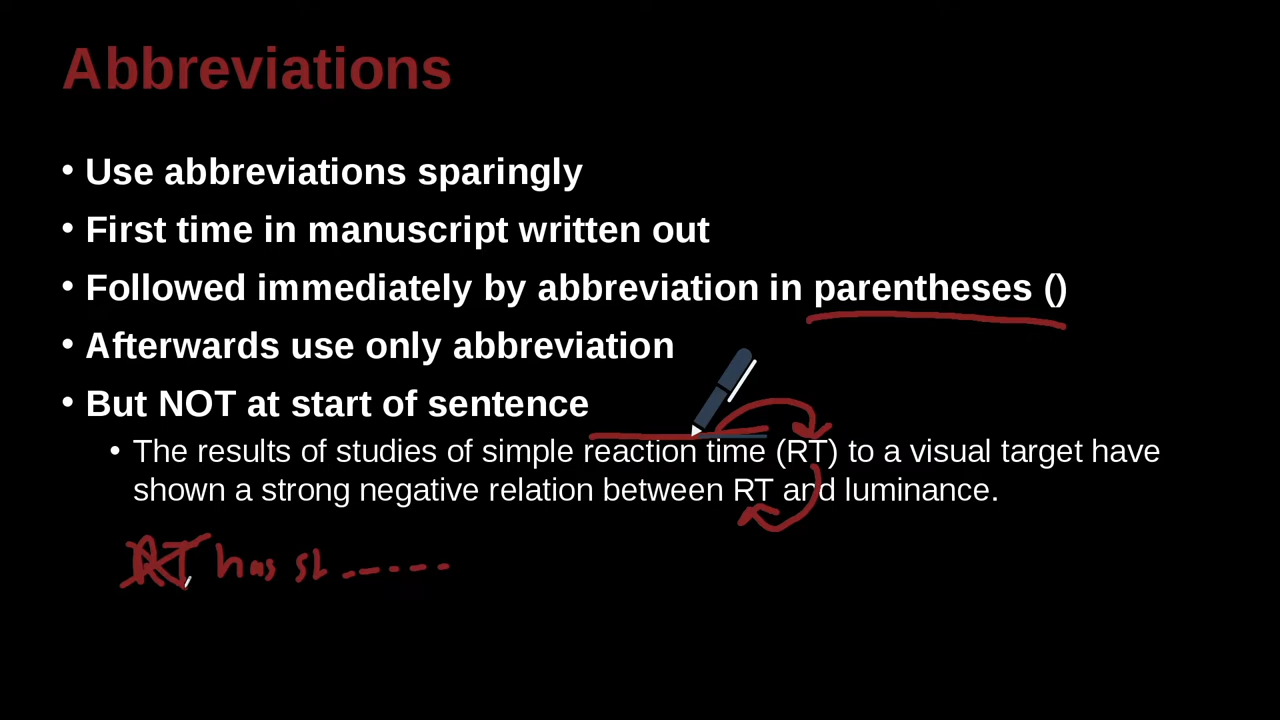 Abbreviations
• Use abbreviations sparingly
• First time in manuscript written out
• Followed immediately by abbreviation in parentheses ()
• Afterwards use only abbreviation
• But NOT at start of sentence
• The results of studies of simple reaction time (RT) to a visual target have
shown a strong negative relation between RT and luminance.
RT has